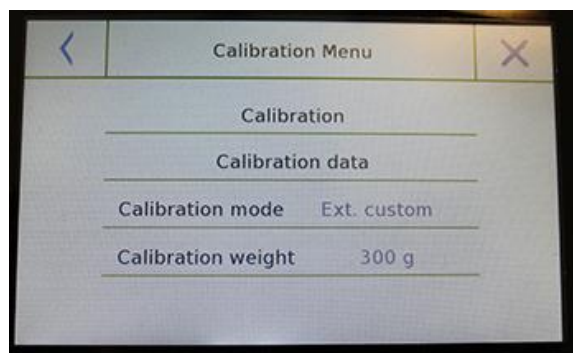 Calibration Menu
Calibration
Calibration data
Calibration mode Ext. custom
Calibration weight 300 g